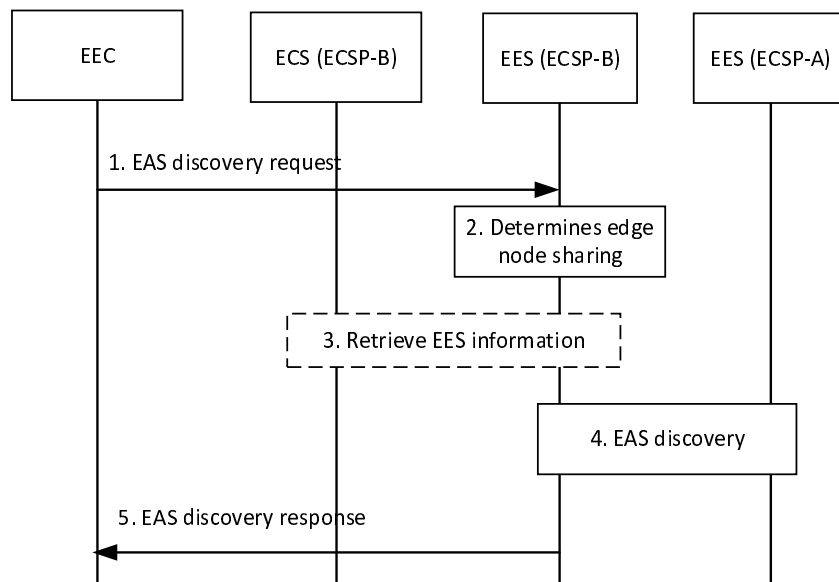 EEC
ECS (ECSP-B)
EES (ECSP-B)
EES (ECSP-A)
1. EAS discovery request
2. Determines edge
node sharing
3. Retrieve EES information
4. EAS discovery
5. EAS discovery response